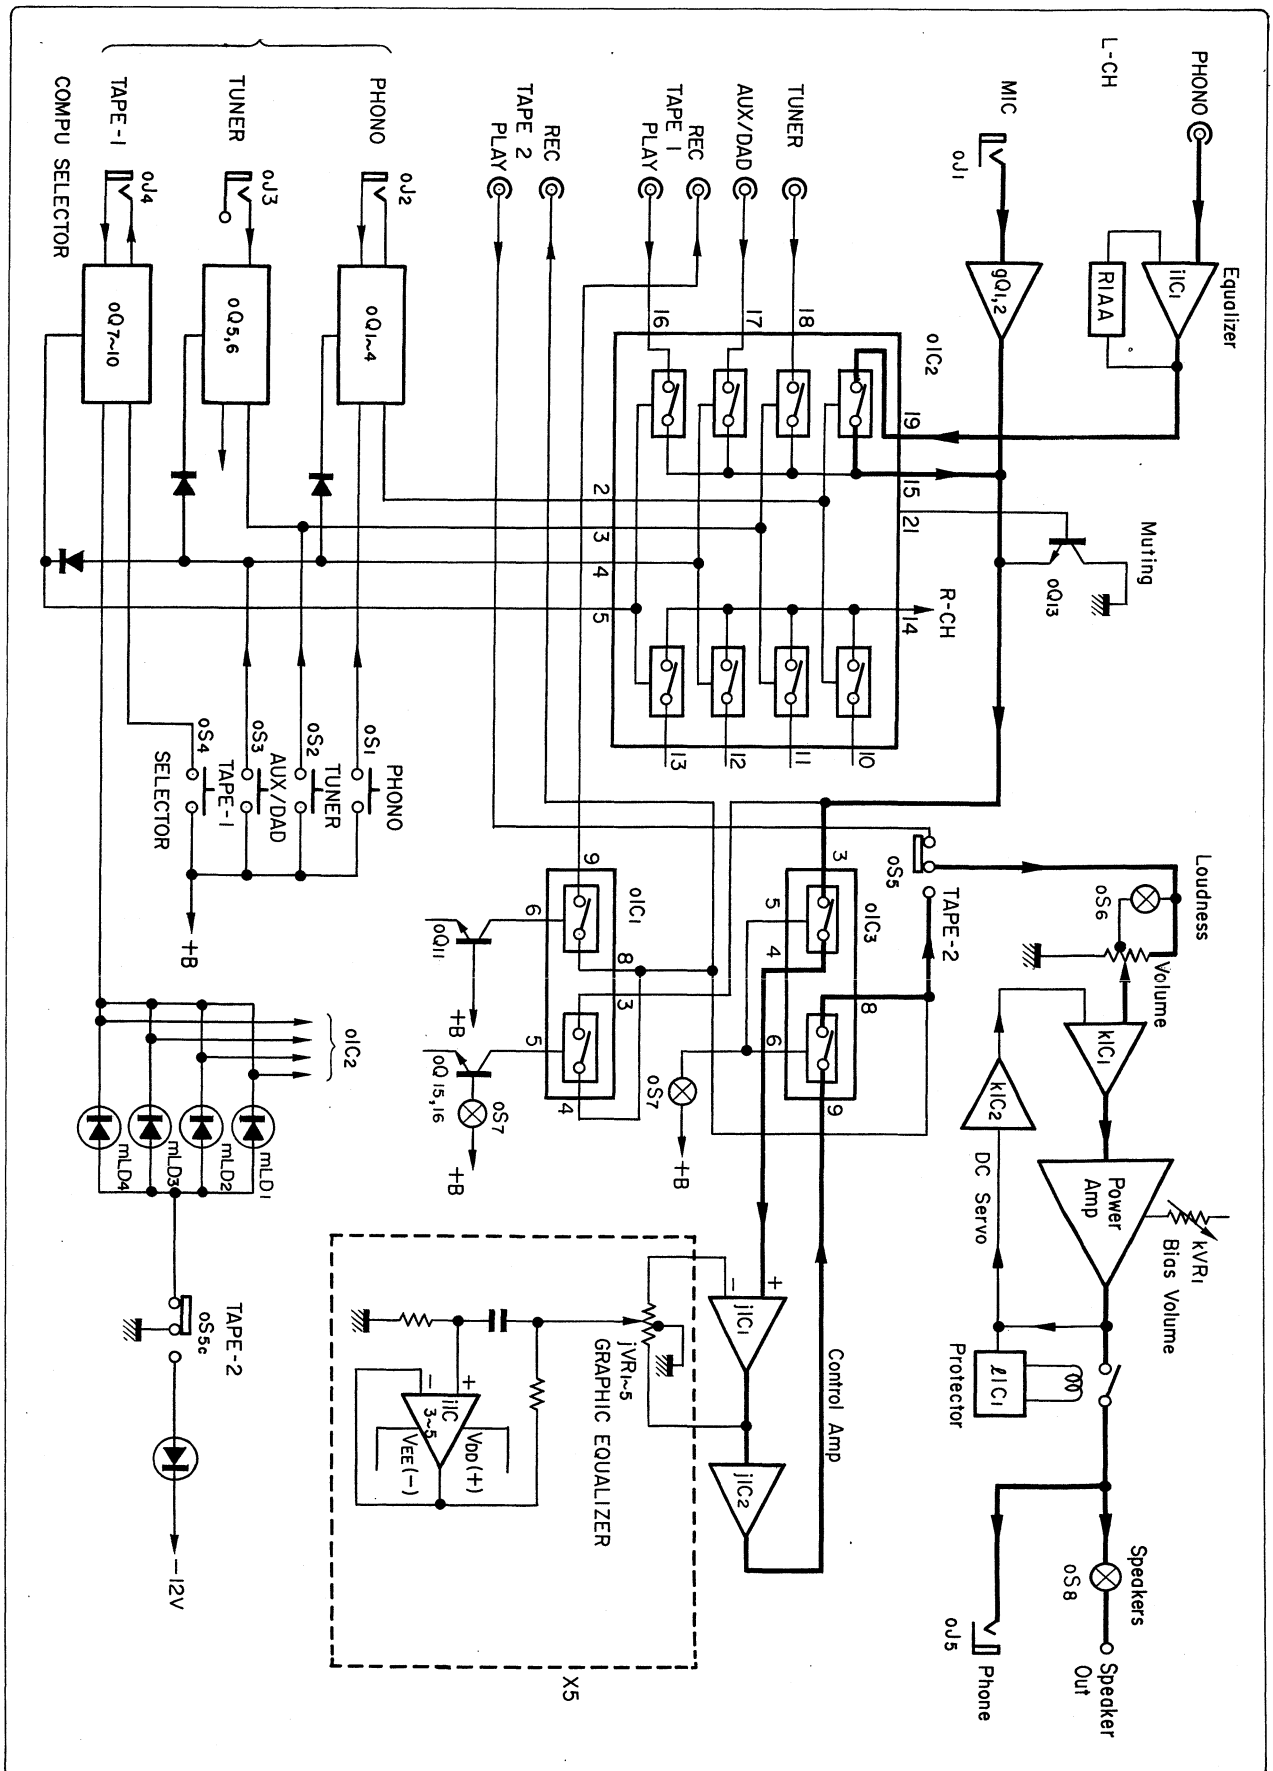 L-CH
PHONO
Equalizer
iIC1
RIAA
MIC
oJ1
gQ1,2
TUNER
AUX/DAD
REC
TAPE 1
PLAY
REC
TAPE 2
PLAY
18
17
16
oIC2
19
15
21
2
3
4
5
R-CH
14
10
11
12
13
Muting
oQ13
PHONO
oJ2
oQ1~4
TUNER
oJ3
oQ5,6
TAPE-1
oJ4
oQ7~10
COMPU SELECTOR
PHONO
oS1
TUNER
oS2
AUX/DAD
oS3
TAPE-1
oS4
SELECTOR
+B
Loudness
oS6
Volume
TAPE-2
oS5
3
oIC3
5
4
8
6
9
oS7
+B
9
oIC1
6
8
3
5
4
oQ11
+B
oQ15,16
oS7
+B
kIC1
kIC2
DC Servo
Power
Amp
kVR1
Bias Volume
ℓIC1
Protector
Speakers
oS8
Speaker
Out
oJ5
Phone
Control Amp
+
−
jIC1
jIC2
jVR1~5
GRAPHIC EQUALIZER
+
−
jIC
3~5
VDD(+)
VEE(−)
X5
oIC2
mLD1
mLD2
mLD3
mLD4
TAPE-2
oS5c
−12V